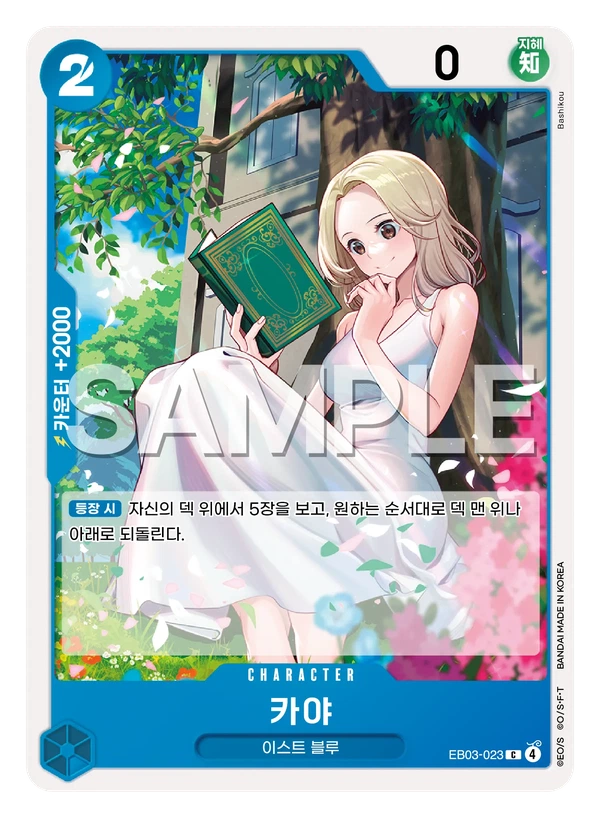 2
0
지혜
知
Bashikou
카운터 +2000
SAMPLE
등장 시 자신의 덱 위에서 5장을 보고, 원하는 순서대로 덱 맨 위나
아래로 되돌린다.
CHARACTER
카야
이스트 블루
EB03-023 C 4
©EO/S ©O/S·F·T BANDAI MADE IN KOREA